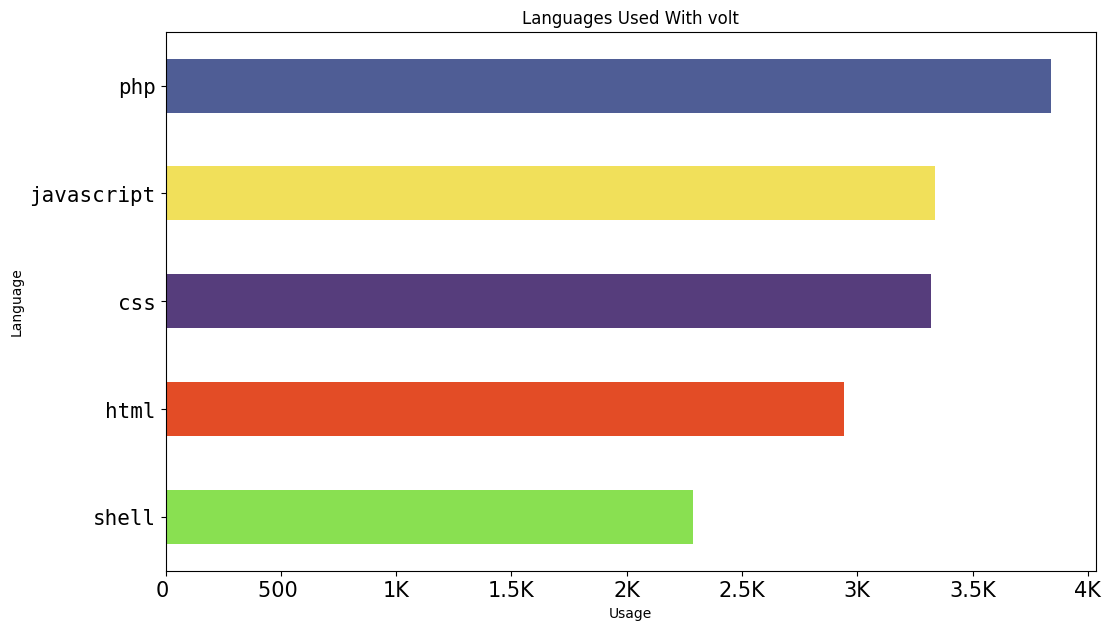 Languages Used With volt
php
javascript
css
html
shell
Language
0 500 1K 1.5K 2K 2.5K 3K 3.5K 4K
Usage